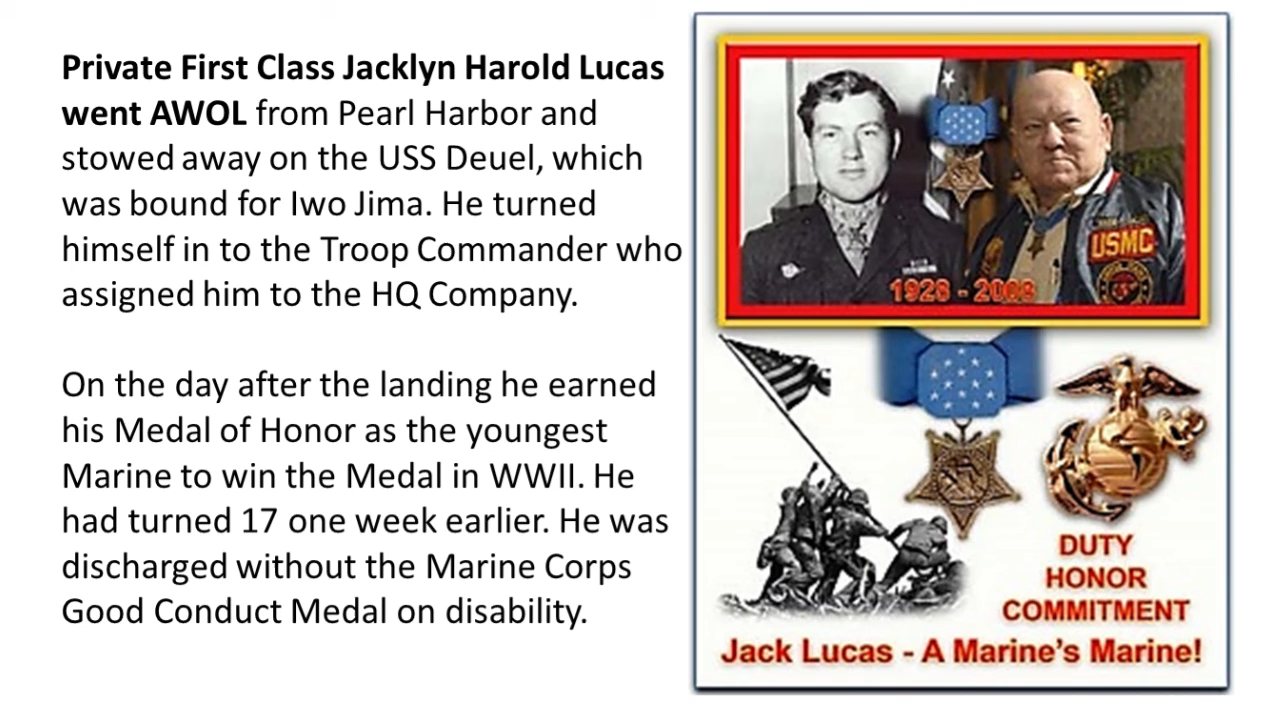 Private First Class Jacklyn Harold Lucas
went AWOL from Pearl Harbor and
stowed away on the USS Deuel, which
was bound for Iwo Jima. He turned
himself in to the Troop Commander who
assigned him to the HQ Company.
On the day after the landing he earned
his Medal of Honor as the youngest
Marine to win the Medal in WWII. He
had turned 17 one week earlier. He was
discharged without the Marine Corps
Good Conduct Medal on disability.
USMC
1928 - 2008
DUTY
HONOR
COMMITMENT
Jack Lucas - A Marine's Marine!